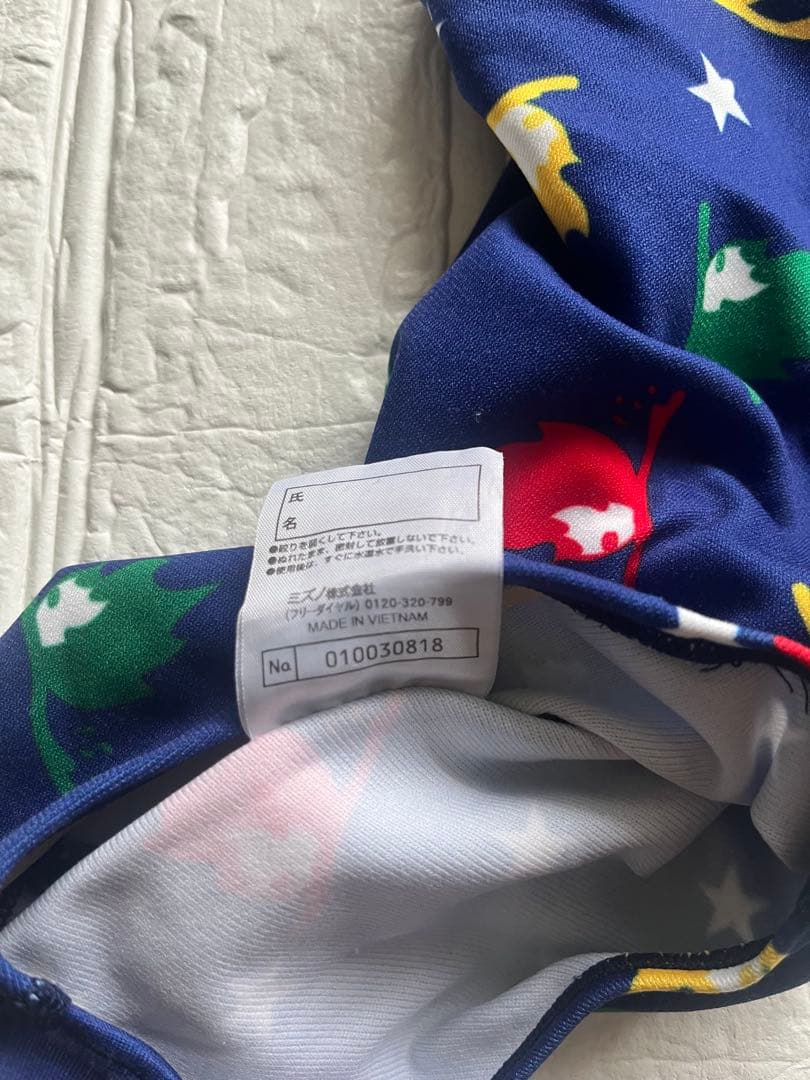 氏
名
●絞りを弱くして下さい。
●ぬれたまま、密封して放置しないで下さい。
●使用後は、すぐに水道水で手洗い下さい。
ミズノ株式会社
(フリーダイヤル) 0120-320-799
MADE IN VIETNAM
No. 010030818